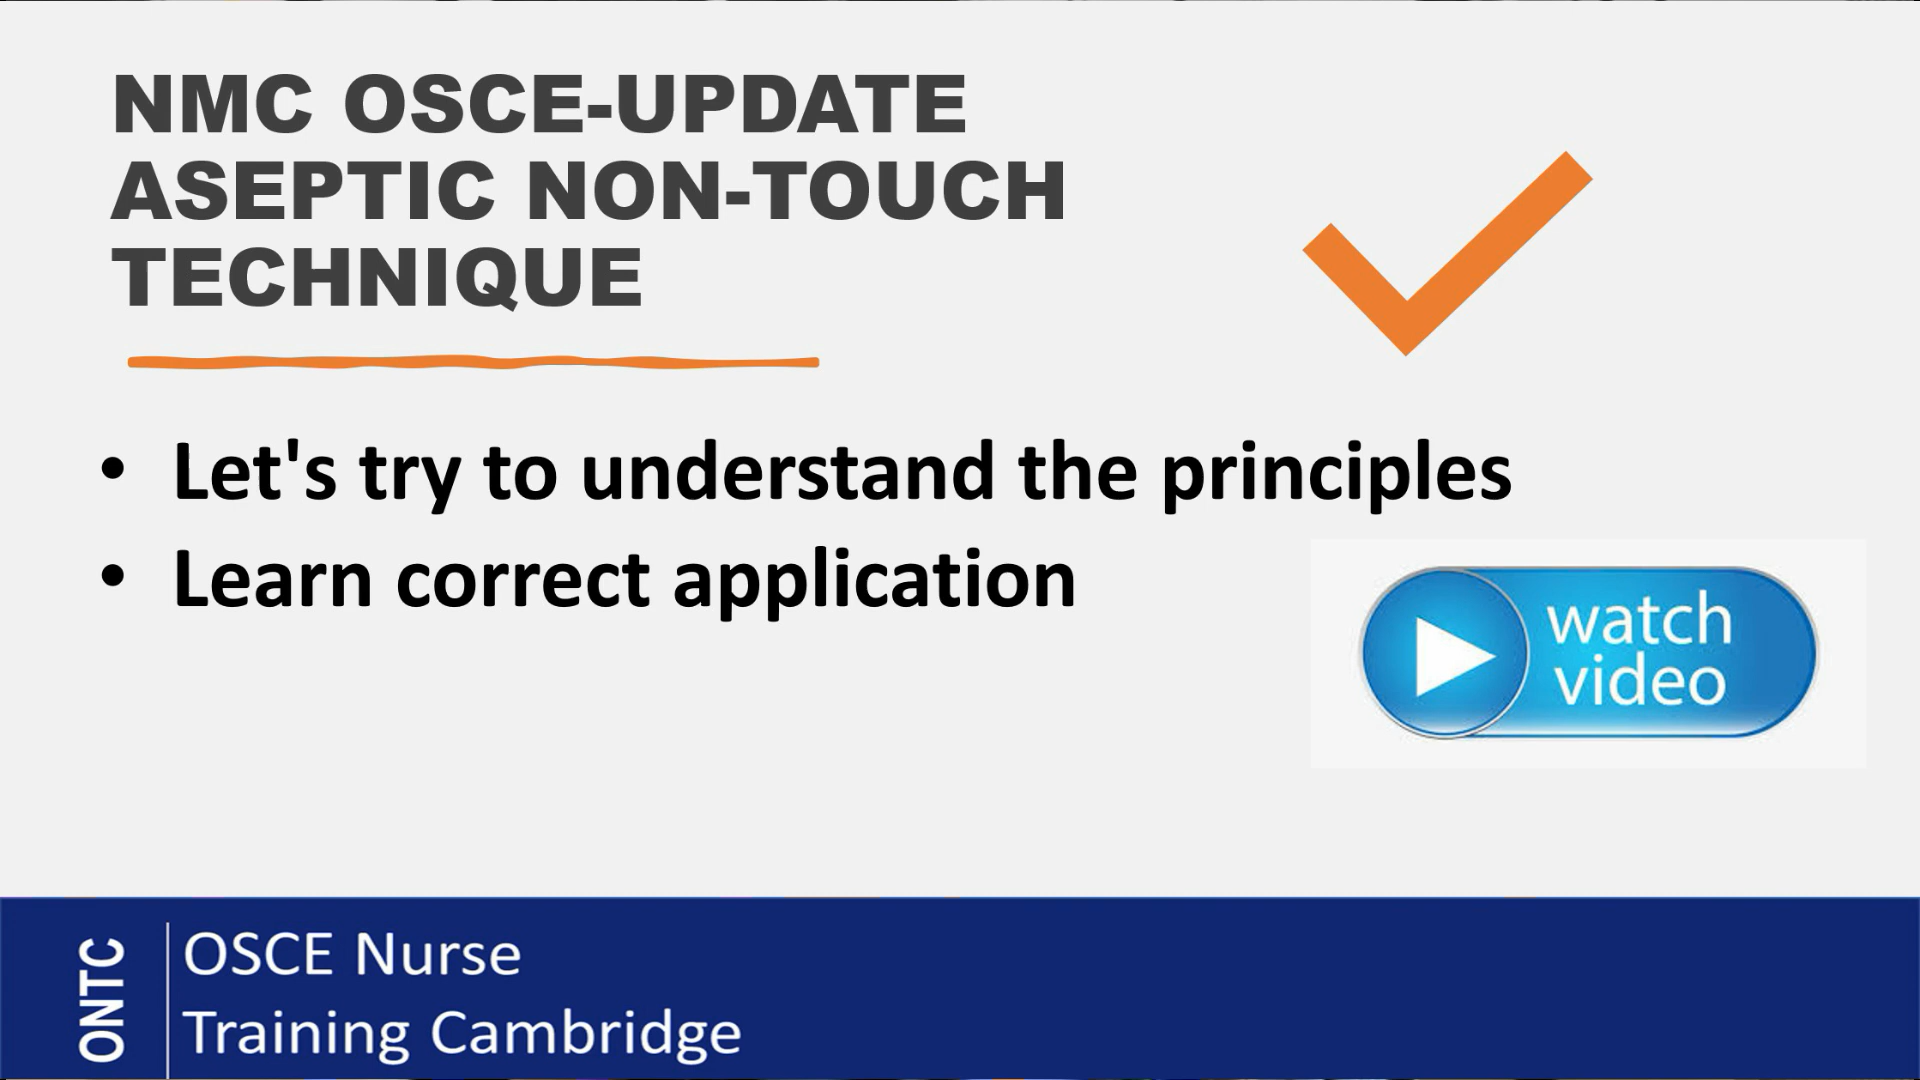 NMC OSCE-UPDATE
ASEPTIC NON-TOUCH
TECHNIQUE
• Let's try to understand the principles
• Learn correct application
watch
video
ONTC
OSCE Nurse
Training Cambridge